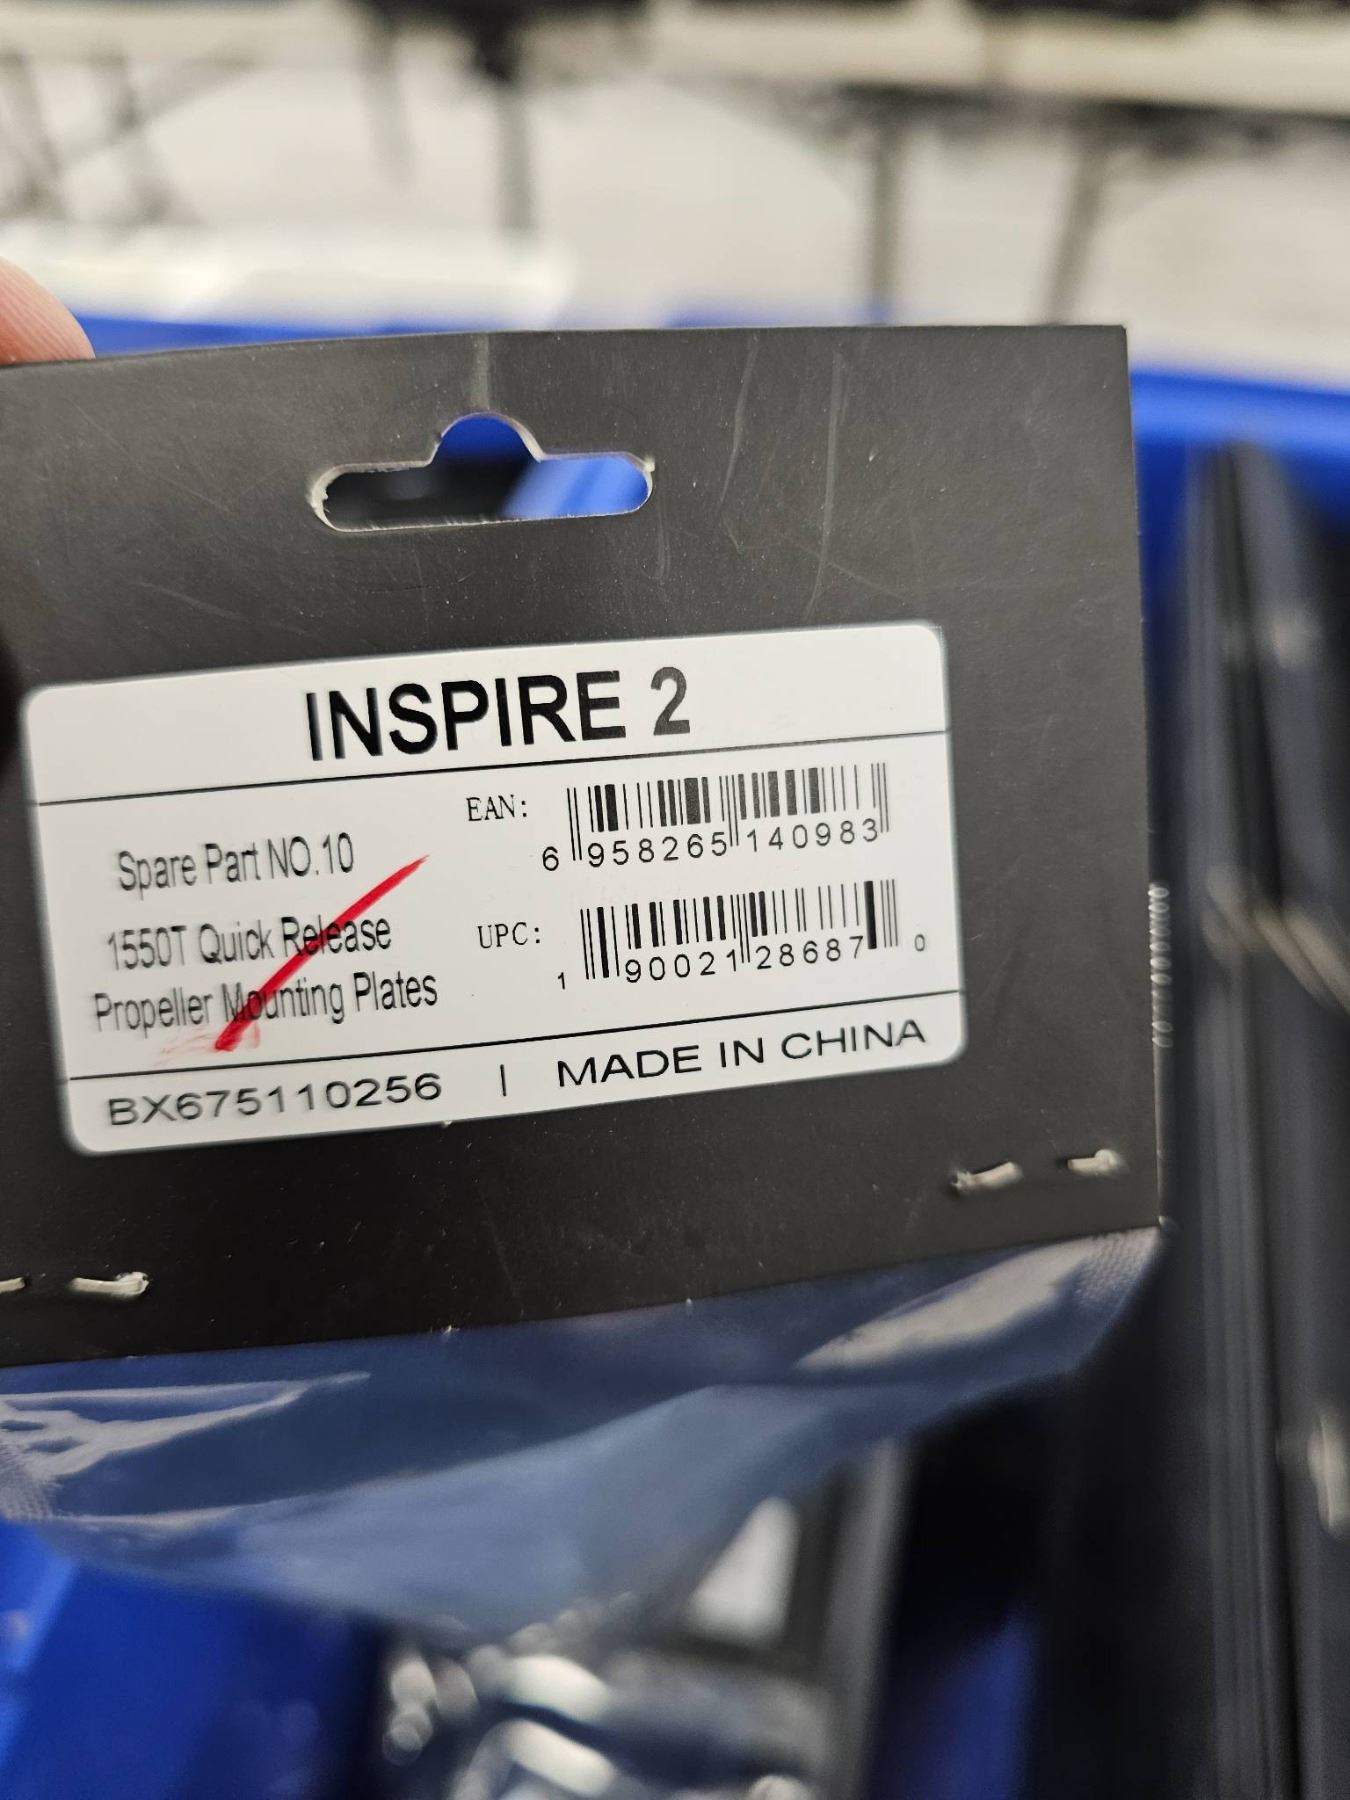 INSPIRE 2
Spare Part NO.10
1550T Quick Release
Propeller Mounting Plates
EAN:
6 958265 140983
UPC:
1 90021 28687 0
BX675110256 | MADE IN CHINA